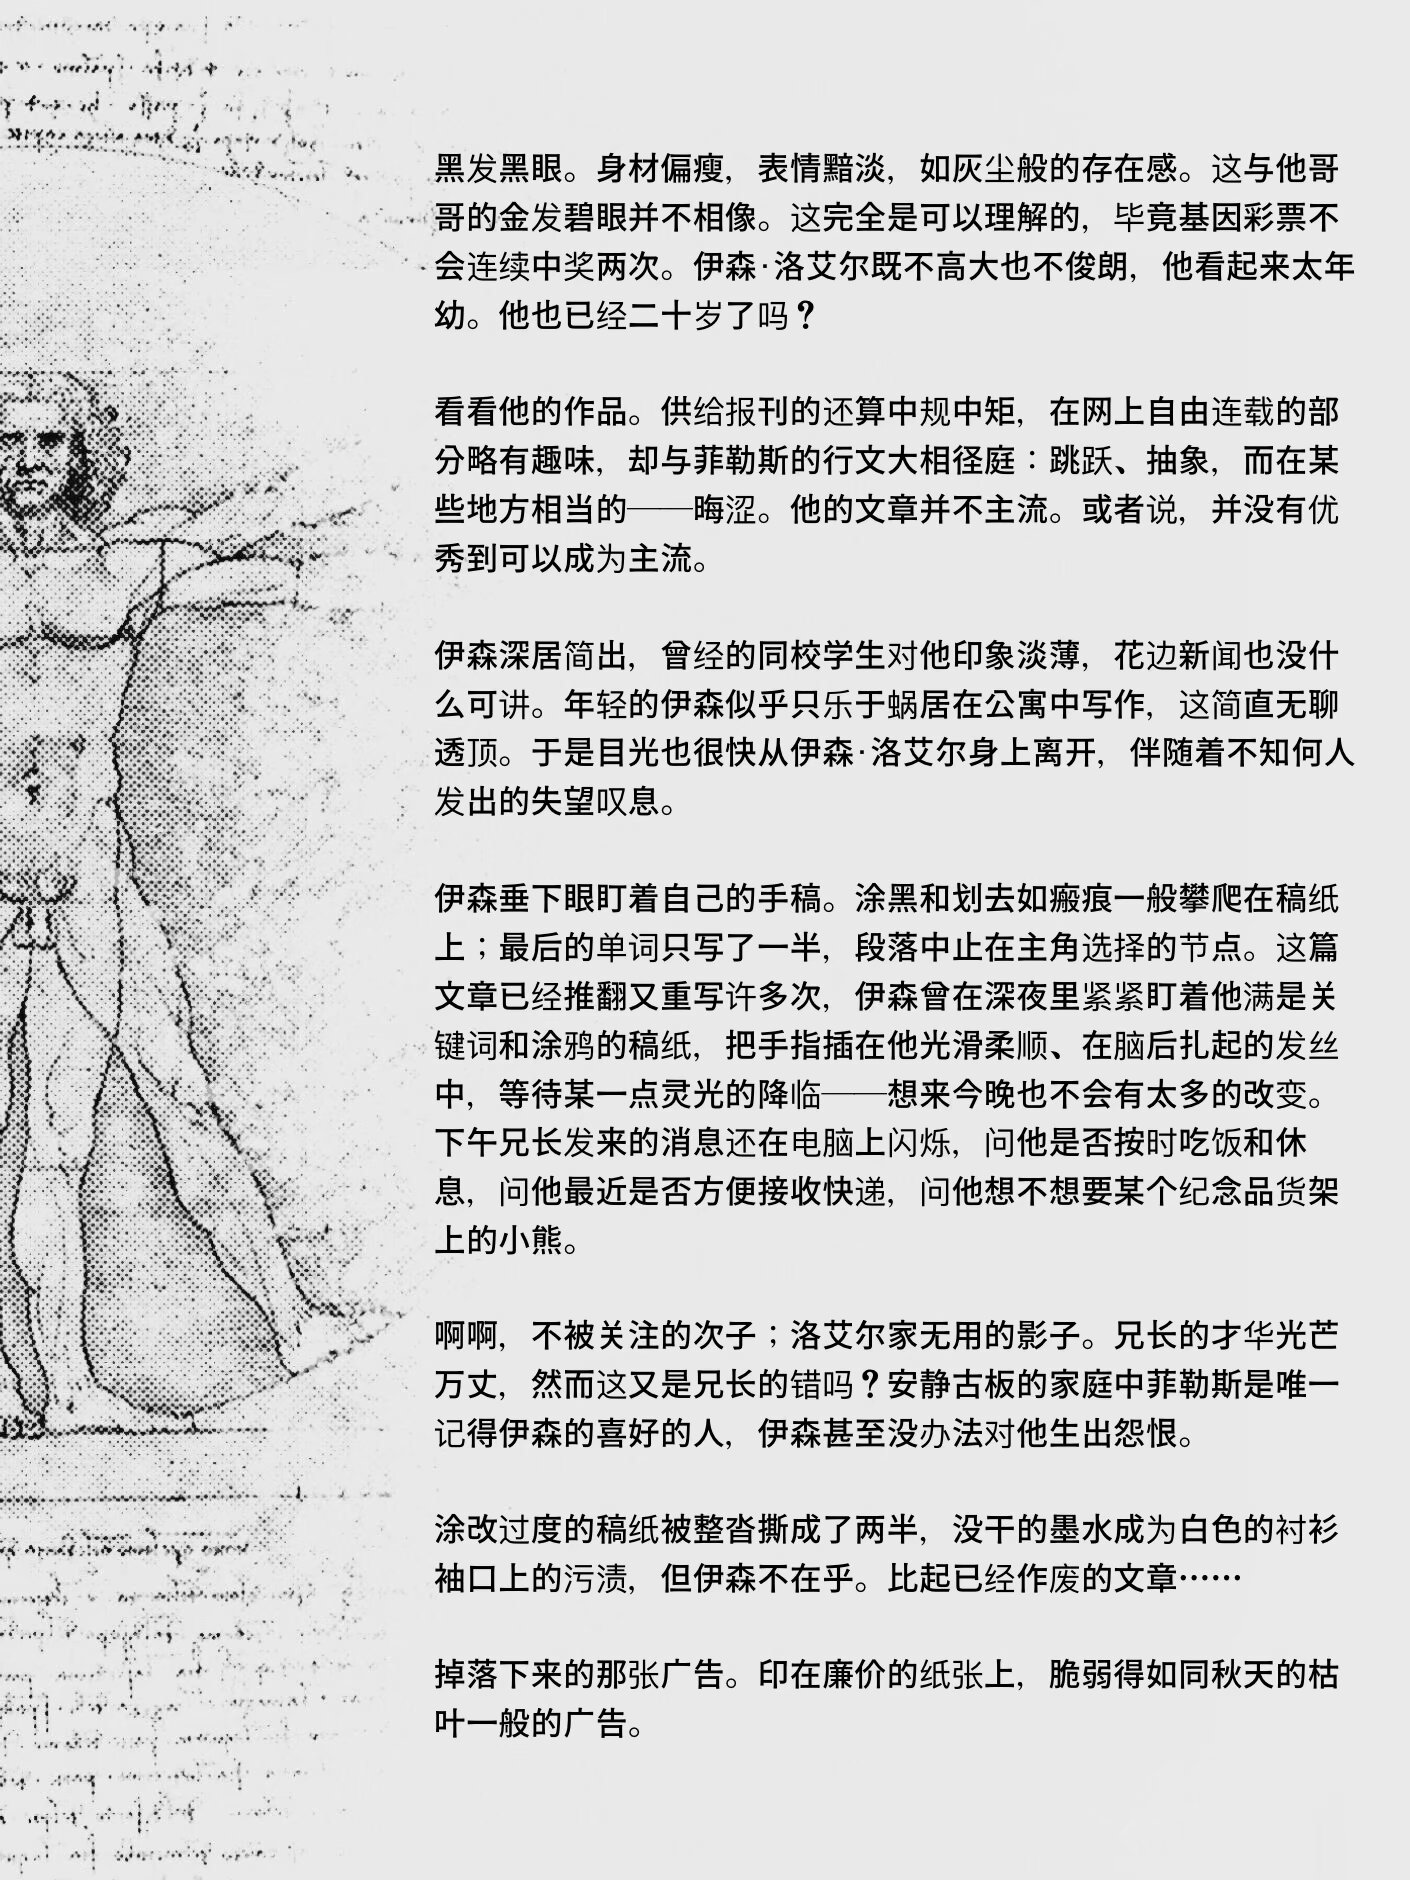 黑发黑眼。身材偏瘦，表情黯淡，如灰尘般的存在感。这与他哥
哥的金发碧眼并不相像。这完全是可以理解的，毕竟基因彩票不
会连续中奖两次。伊森·洛艾尔既不高大也不俊朗，他看起来太年
幼。他也已经二十岁了吗？
看看他的作品。供给报刊的还算中规中矩，在网上自由连载的部
分略有趣味，却与菲勒斯的行文大相径庭：跳跃、抽象，而在某
些地方相当的——晦涩。他的文章并不主流。或者说，并没有优
秀到可以成为主流。
伊森深居简出，曾经的同校学生对他印象淡薄，花边新闻也没什
么可讲。年轻的伊森似乎只乐于蜗居在公寓中写作，这简直无聊
透顶。于是目光也很快从伊森·洛艾尔身上离开，伴随着不知何人
发出的失望叹息。
伊森垂下眼盯着自己的手稿。涂黑和划去如瘢痕一般攀爬在稿纸
上；最后的单词只写了一半，段落中止在主角选择的节点。这篇
文章已经推翻又重写许多次，伊森曾在深夜里紧紧盯着他满是关
键词和涂鸦的稿纸，把手指插在他光滑柔顺、在脑后扎起的发丝
中，等待某一点灵光的降临——想来今晚也不会有太多的改变。
下午兄长发来的消息还在电脑上闪烁，问他是否按时吃饭和休
息，问他最近是否方便接收快递，问他想不想要某个纪念品货架
上的小熊。
啊啊，不被关注的次子；洛艾尔家无用的影子。兄长的才华光芒
万丈，然而这又是兄长的错吗？安静古板的家庭中菲勒斯是唯一
记得伊森的喜好的人，伊森甚至没办法对他生出怨恨。
涂改过度的稿纸被整沓撕成了两半，没干的墨水成为白色的衬衫
袖口上的污渍，但伊森不在乎。比起已经作废的文章……
掉落下来的那张广告。印在廉价的纸张上，脆弱得如同秋天的枯
叶一般的广告。